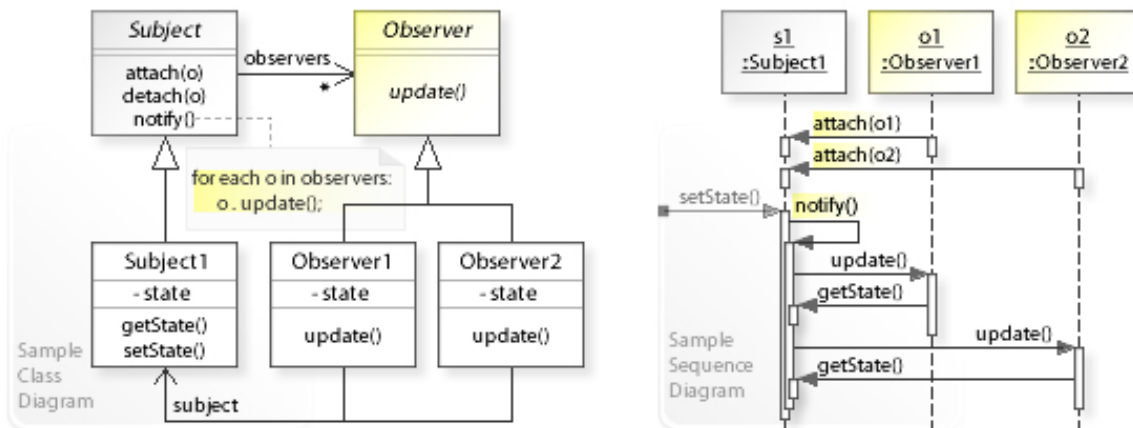 Subject
attach(o)
detach(o)
notify()
observers
*
Observer
update()
for each o in observers:
o . update();
Subject1
- state
getState()
setState()
Observer1
- state
update()
Observer2
- state
update()
subject
Sample
Class
Diagram
s1
:Subject1
o1
:Observer1
o2
:Observer2
attach(o1)
attach(o2)
setState()
notify()
update()
getState()
update()
getState()
Sample
Sequence
Diagram